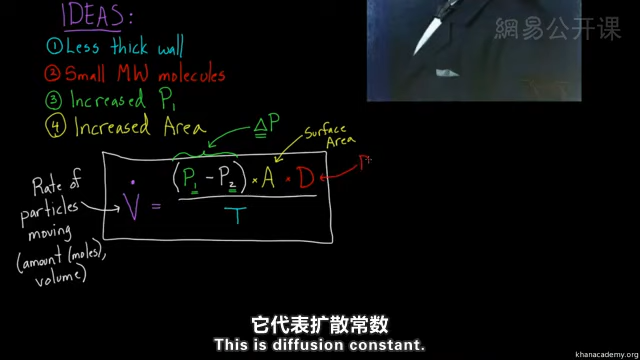 IDEAS:
① Less thick wall
② Small MW molecules
③ Increased P₁
④ Increased Area
網易公开课
ΔP
Surface
Area
Rate of
particles
moving
(amount (moles),
volume)
V̇ = (P₁ - P₂) * A * D
T
它代表扩散常数
This is diffusion constant.
khanacademy.org